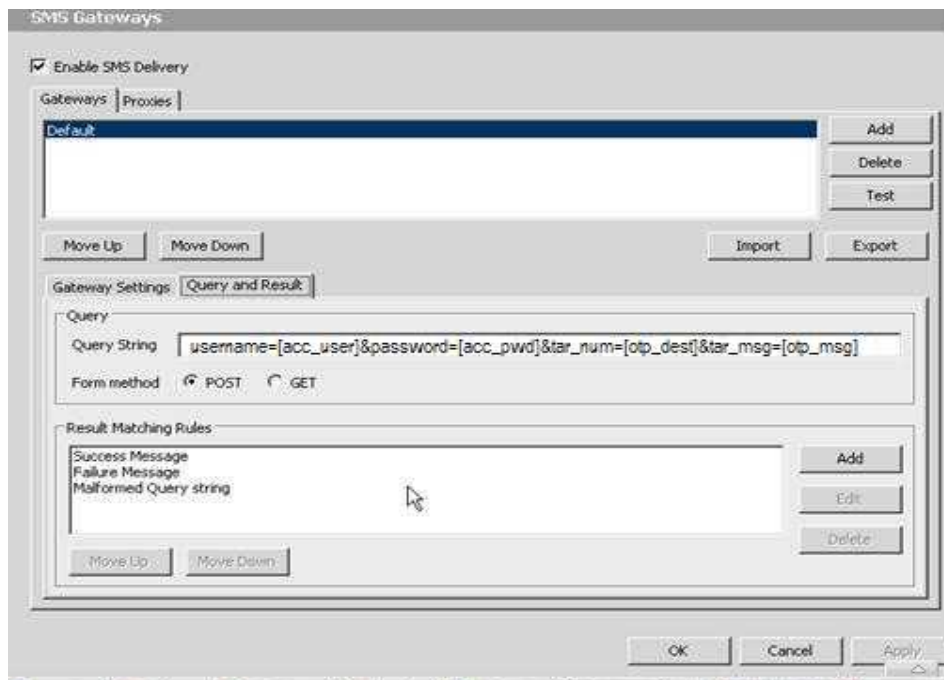 SMS Gateways
Enable SMS Delivery
Gateways Proxies
Default
Add
Delete
Test
Move Up Move Down Import Export
Gateway Settings Query and Result
Query
Query String username=[acc_user]&password=[acc_pwd]&tar_num=[otp_dest]&tar_msg=[otp_msg]
Form method POST GET
Result Matching Rules
Success Message
Failure Message
Malformed Query string
Add
Edit
Delete
Move Up Move Down
OK Cancel Apply